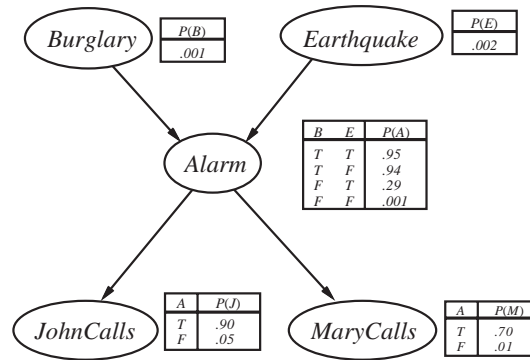 Burglary
P(B)
.001
Earthquake
P(E)
.002
Alarm
B E P(A)
T T .95
T F .94
F T .29
F F .001
JohnCalls
A P(J)
T .90
F .05
MaryCalls
A P(M)
T .70
F .01